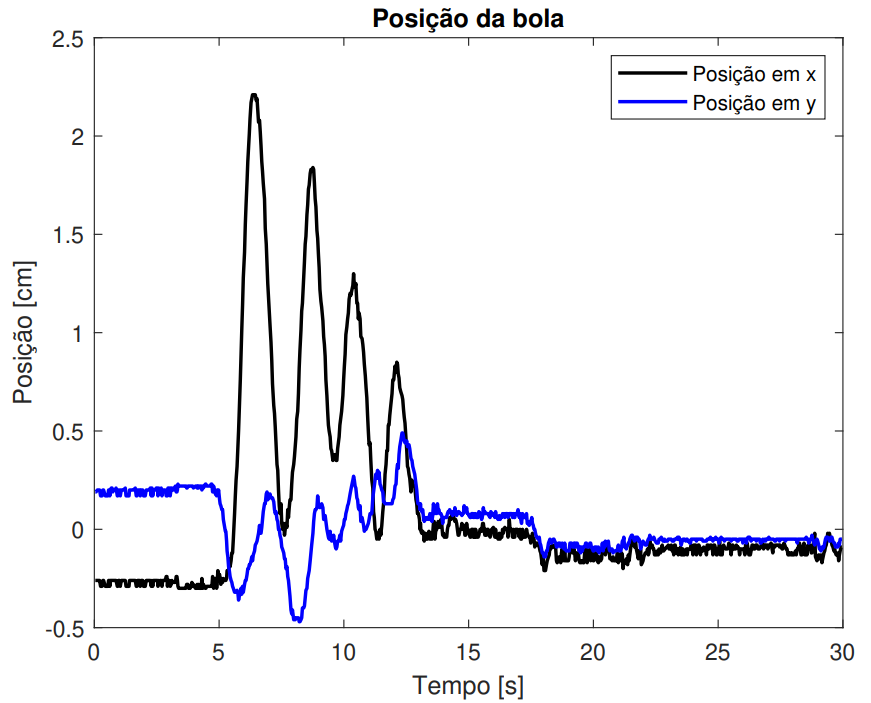 Posição da bola
Posição em x
Posição em y
Posição [cm]
2.5
2
1.5
1
0.5
0
-0.5
0 5 10 15 20 25 30
Tempo [s]